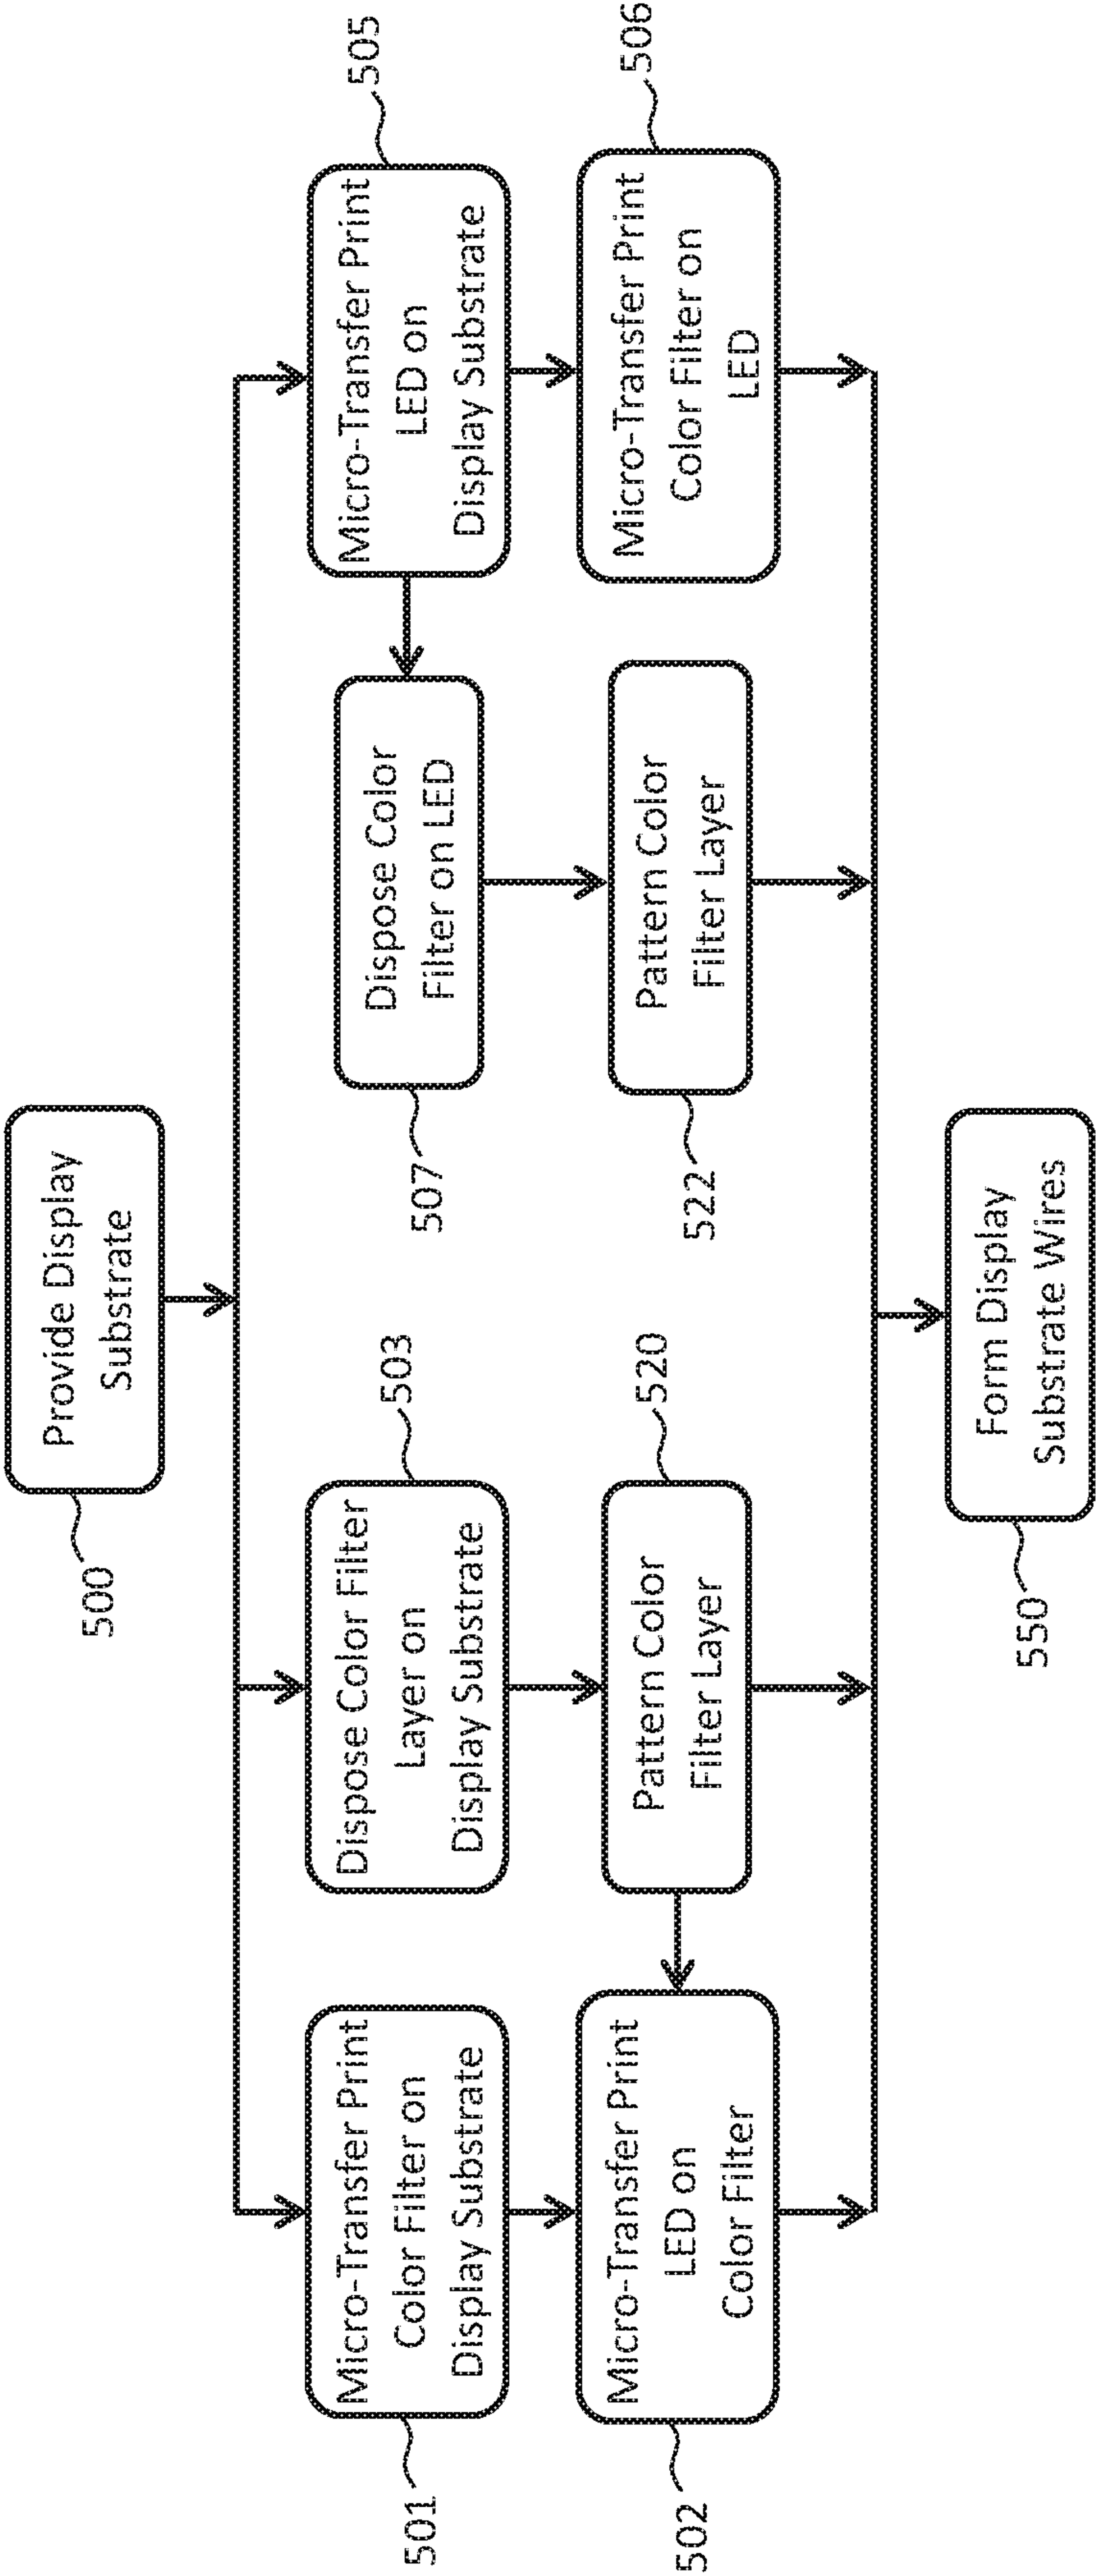 500
Provide Display
Substrate
501
Micro-Transfer Print
Color Filter on
Display Substrate
503
Dispose Color Filter
Layer on
Display Substrate
507
Dispose Color
Filter on LED
505
Micro-Transfer Print
LED on
Display Substrate
502
Micro-Transfer Print
LED on
Color Filter
520
Pattern Color
Filter Layer
522
Pattern Color
Filter Layer
506
Micro-Transfer Print
Color Filter on
LED
550
Form Display
Substrate Wires